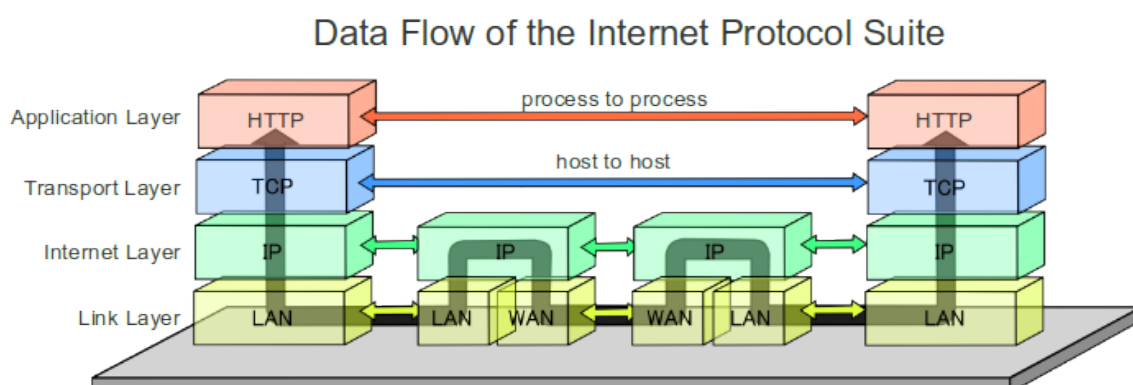 Data Flow of the Internet Protocol Suite
Application Layer HTTP process to process HTTP
Transport Layer TCP host to host TCP
Internet Layer IP IP IP IP
Link Layer LAN LAN WAN WAN LAN LAN